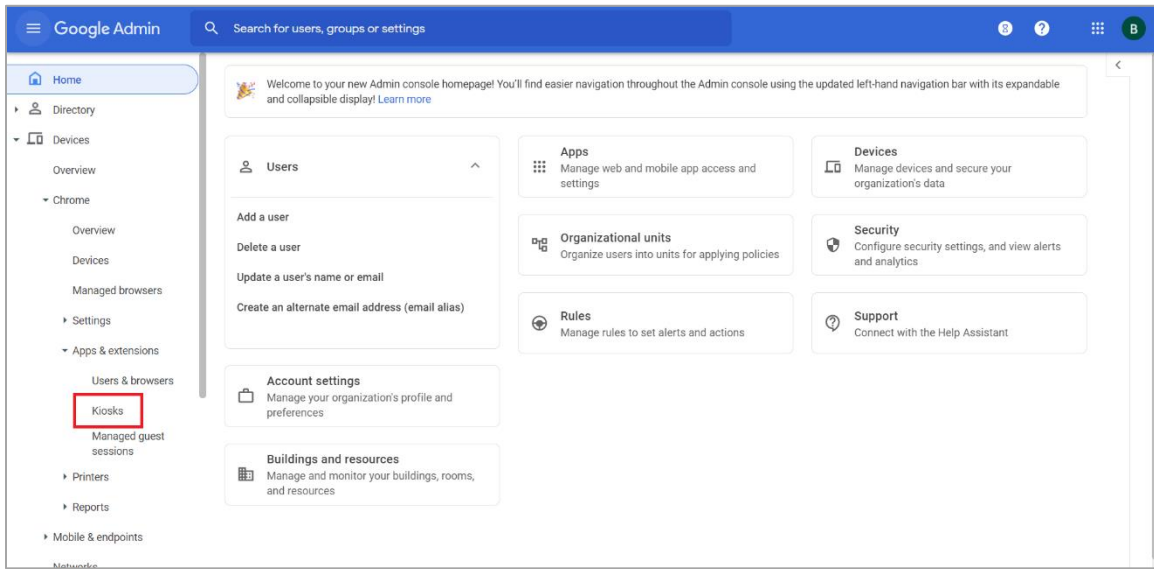 Google Admin
Search for users, groups or settings
8
?
B
Home
Directory
Devices
Overview
Chrome
Overview
Devices
Managed browsers
Settings
Apps & extensions
Users & browsers
Kiosks
Managed guest
sessions
Printers
Reports
Mobile & endpoints
Networks
Welcome to your new Admin console homepage! You'll find easier navigation throughout the Admin console using the updated left-hand navigation bar with its expandable
and collapsible display! Learn more
Users
Add a user
Delete a user
Update a user's name or email
Create an alternate email address (email alias)
Apps
Manage web and mobile app access and
settings
Devices
Manage devices and secure your
organization's data
Organizational units
Organize users into units for applying policies
Security
Configure security settings, and view alerts
and analytics
Rules
Manage rules to set alerts and actions
Support
Connect with the Help Assistant
Account settings
Manage your organization's profile and
preferences
Buildings and resources
Manage and monitor your buildings, rooms,
and resources